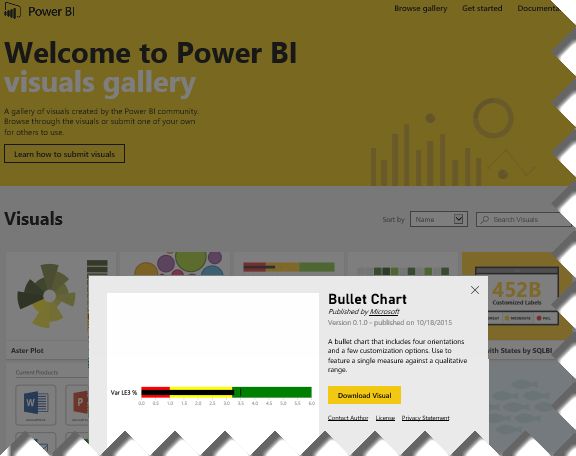 Power BI
Browse gallery Get started Documenta
Welcome to Power BI
visuals gallery
A gallery of visuals created by the Power BI community.
Browse through the visuals or submit one of your own
for others to use.
Learn how to submit visuals
Visuals
Sort by Name Search Visuals
452B
Customized Labels
Bullet Chart
Published by Microsoft
Version 0.1.0 - published on 10/18/2015
A bullet chart that includes four orientations
and a few customization options. Use to
feature a single measure against a qualitative
range.
Aster Plot
with States by SQLBI
Current Products
Var LE3 %
0.0 0.5 1.0 1.5 2.0 2.5 3.0 3.5 4.0 4.5 5.0 5.5 6.0
Download Visual
Contact Author License Privacy Statement